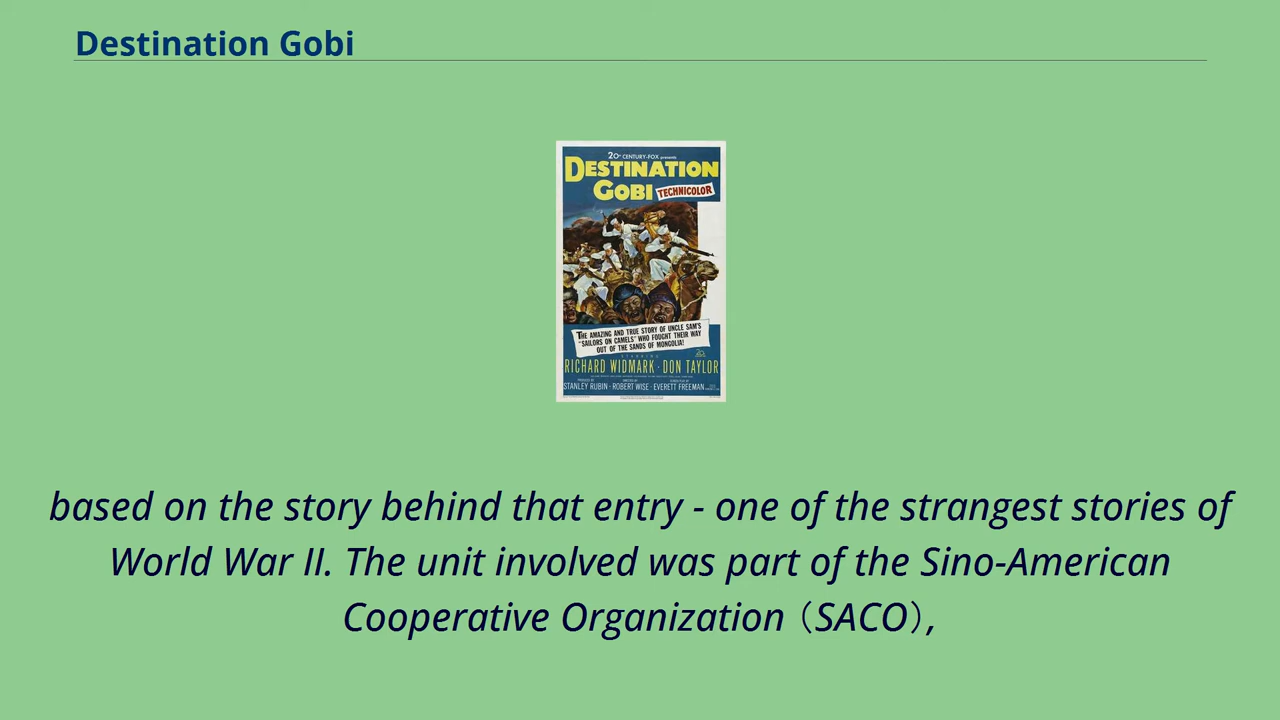 Destination Gobi
20th CENTURY-FOX presents
DESTINATION
GOBI TECHNICOLOR
THE AMAZING AND TRUE STORY OF UNCLE SAM'S
"SAILORS ON CAMELS" WHO FOUGHT THEIR WAY
OUT OF THE SANDS OF MONGOLIA!
STARRING
RICHARD WIDMARK · DON TAYLOR
STANLEY RUBIN · ROBERT WISE · EVERETT FREEMAN
based on the story behind that entry - one of the strangest stories of
World War II. The unit involved was part of the Sino-American
Cooperative Organization（SACO）,